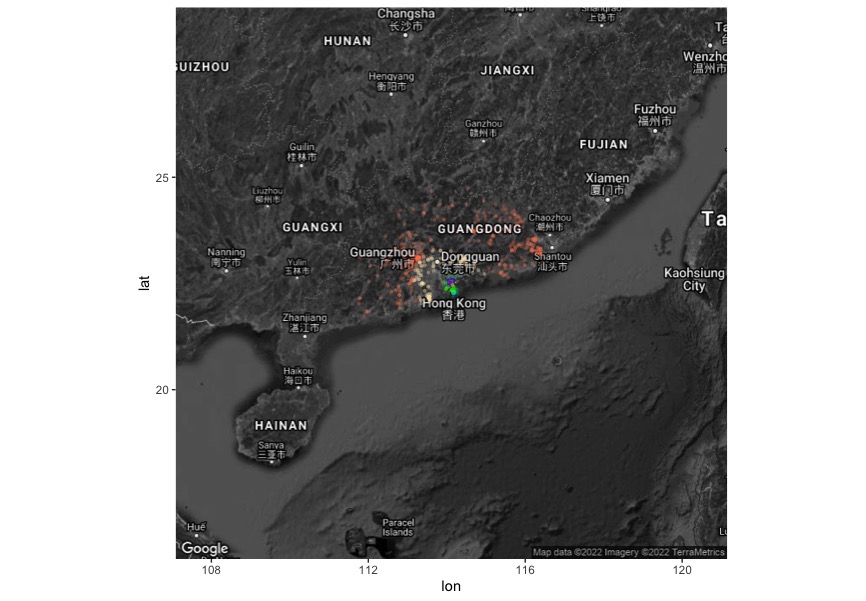 Changsha
长沙市
上饶市
HUNAN
JIANGXI
Wenzho
温州市
Hengyang
衡阳市
Fuzhou
福州市
Ganzhou
赣州市
FUJIAN
Guilin
桂林市
Xiamen
厦门市
25
Liuzhou
柳州市
GUANGXI
GUANGDONG
Chaozhou
潮州市
Ta
Guangzhou
广州市
Dongguan
东莞市
Shantou
汕头市
Nanning
南宁市
Yulin
玉林市
Kaohsiung
City
lat
Hong Kong
香港
Zhanjiang
湛江市
20
Haikou
海口市
HAINAN
Sanya
三亚市
Huế
Paracel
Islands
Google
Map data ©2022 Imagery ©2022 TerraMetrics
108
112
116
120
lon